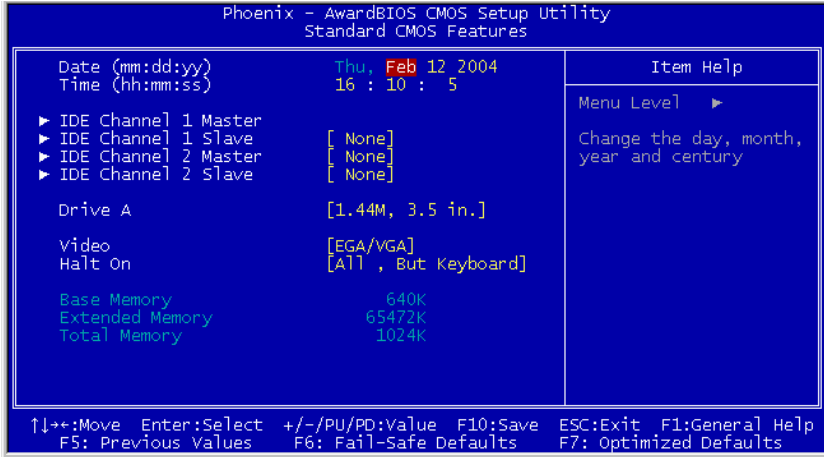 Phoenix - AwardBIOS CMOS Setup Utility
Standard CMOS Features
Date (mm:dd:yy) Thu, Feb 12 2004
Time (hh:mm:ss) 16 : 10 : 5
► IDE Channel 1 Master
► IDE Channel 1 Slave [ None]
► IDE Channel 2 Master [ None]
► IDE Channel 2 Slave [ None]
Drive A [1.44M, 3.5 in.]
Video [EGA/VGA]
Halt On [All , But Keyboard]
Base Memory 640K
Extended Memory 65472K
Total Memory 1024K
Item Help
Menu Level ►
Change the day, month,
year and century
↑↓→←:Move Enter:Select +/-/PU/PD:Value F10:Save ESC:Exit F1:General Help
F5: Previous Values F6: Fail-Safe Defaults F7: Optimized Defaults